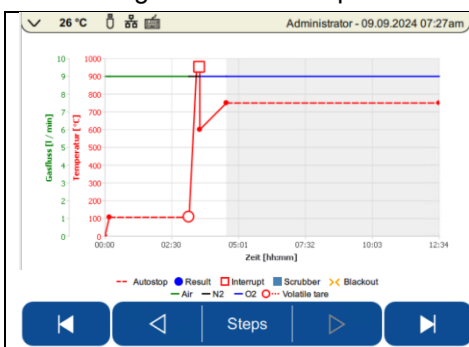 26 °C Administrator - 09.09.2024 07:27am
10 1000
9 900
8 800
7 700
6 600
5 500
4 400
3 300
2 200
1 100
0 0
Gasfluss [l / min]
Temperatur [°C]
00:00 02:30 05:01 07:32 10:03 12:34
Zeit [hh:mm]
Autostop Result Interrupt Scrubber Blackout
Air N2 O2 Volatile tare
Steps